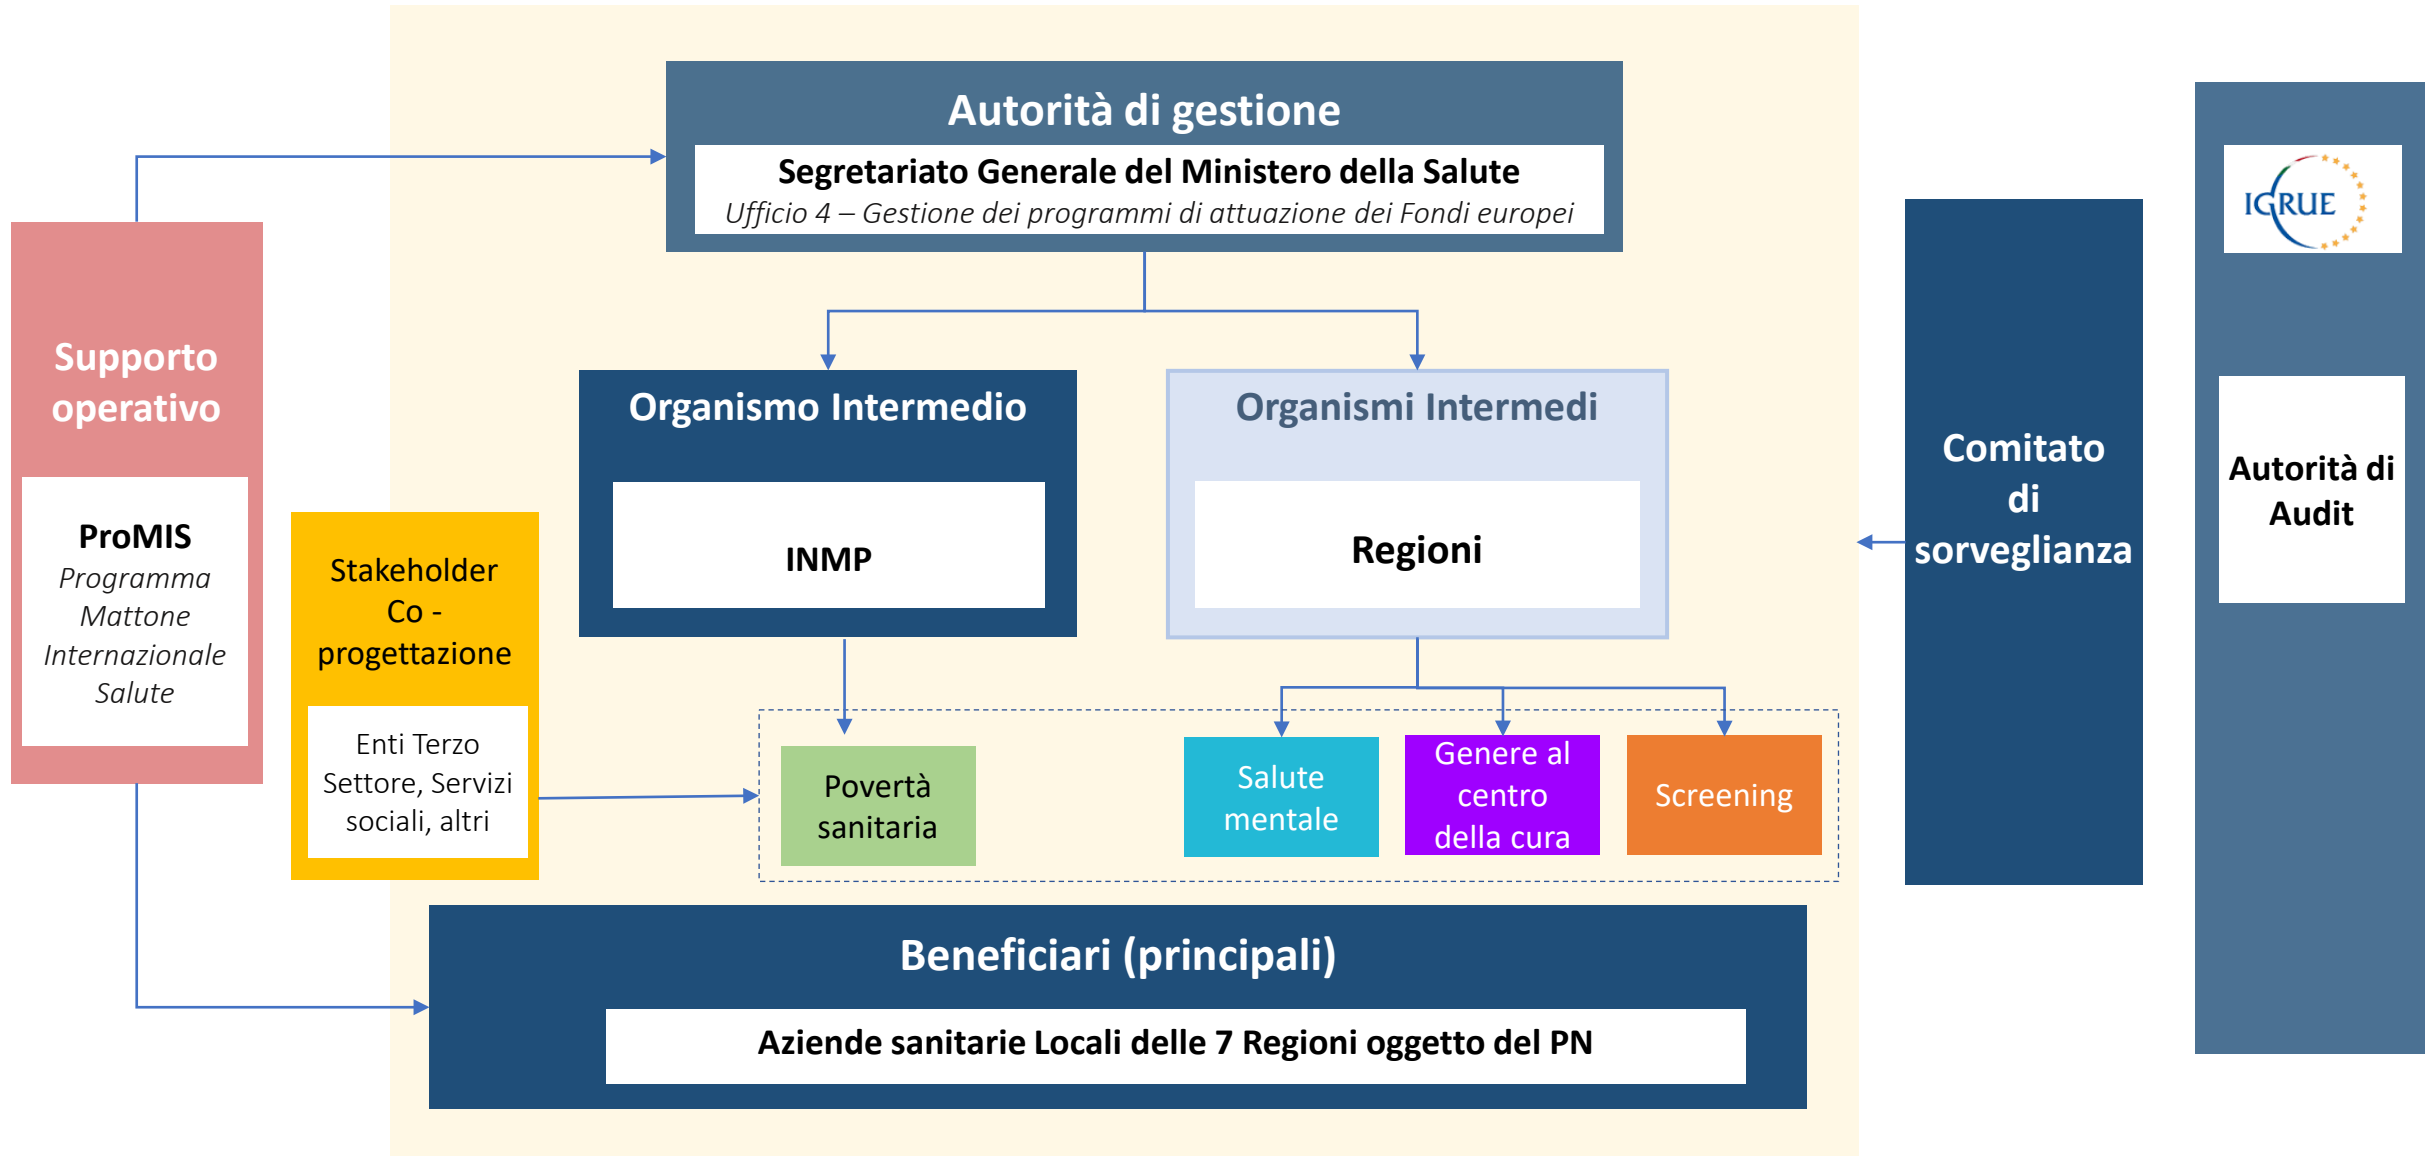 Autorità di gestione
Segretariato Generale del Ministero della Salute
Ufficio 4 – Gestione dei programmi di attuazione dei Fondi europei
Supporto
operativo
ProMIS
Programma
Mattone
Internazionale
Salute
Stakeholder
Co -
progettazione
Enti Terzo
Settore, Servizi
sociali, altri
Organismo Intermedio
INMP
Organismi Intermedi
Regioni
Povertà
sanitaria
Salute
mentale
Genere al
centro
della cura
Screening
Beneficiari (principali)
Aziende sanitarie Locali delle 7 Regioni oggetto del PN
Comitato
di
sorveglianza
IGRUE
Autorità di
Audit